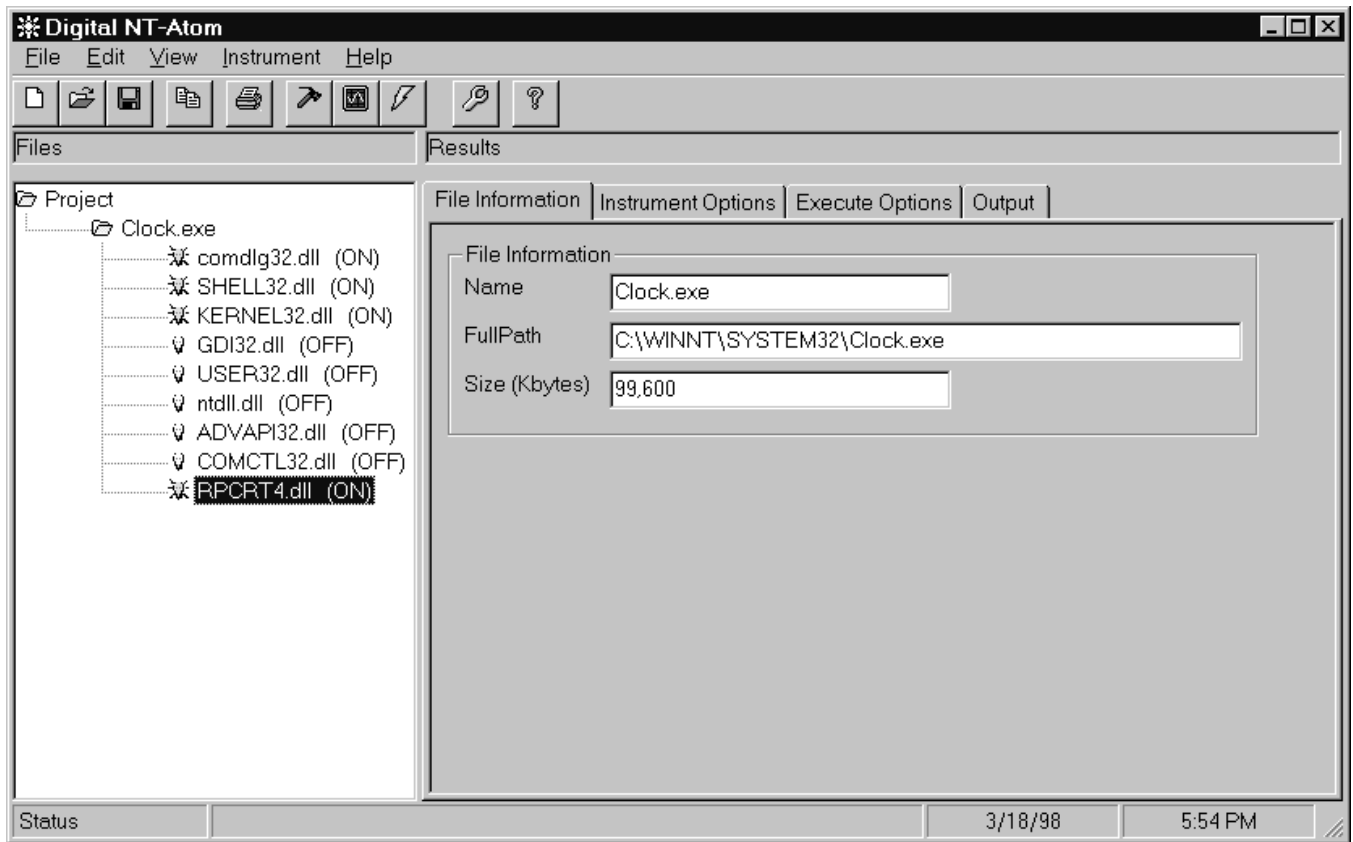 Digital NT-Atom
File Edit View Instrument Help
Files
Results
Project
Clock.exe
comdlg32.dll (ON)
SHELL32.dll (ON)
KERNEL32.dll (ON)
GDI32.dll (OFF)
USER32.dll (OFF)
ntdll.dll (OFF)
ADVAPI32.dll (OFF)
COMCTL32.dll (OFF)
RPCRT4.dll (ON)
File Information Instrument Options Execute Options Output
File Information
Name Clock.exe
FullPath C:\WINNT\SYSTEM32\Clock.exe
Size (Kbytes) 99,600
Status 3/18/98 5:54 PM